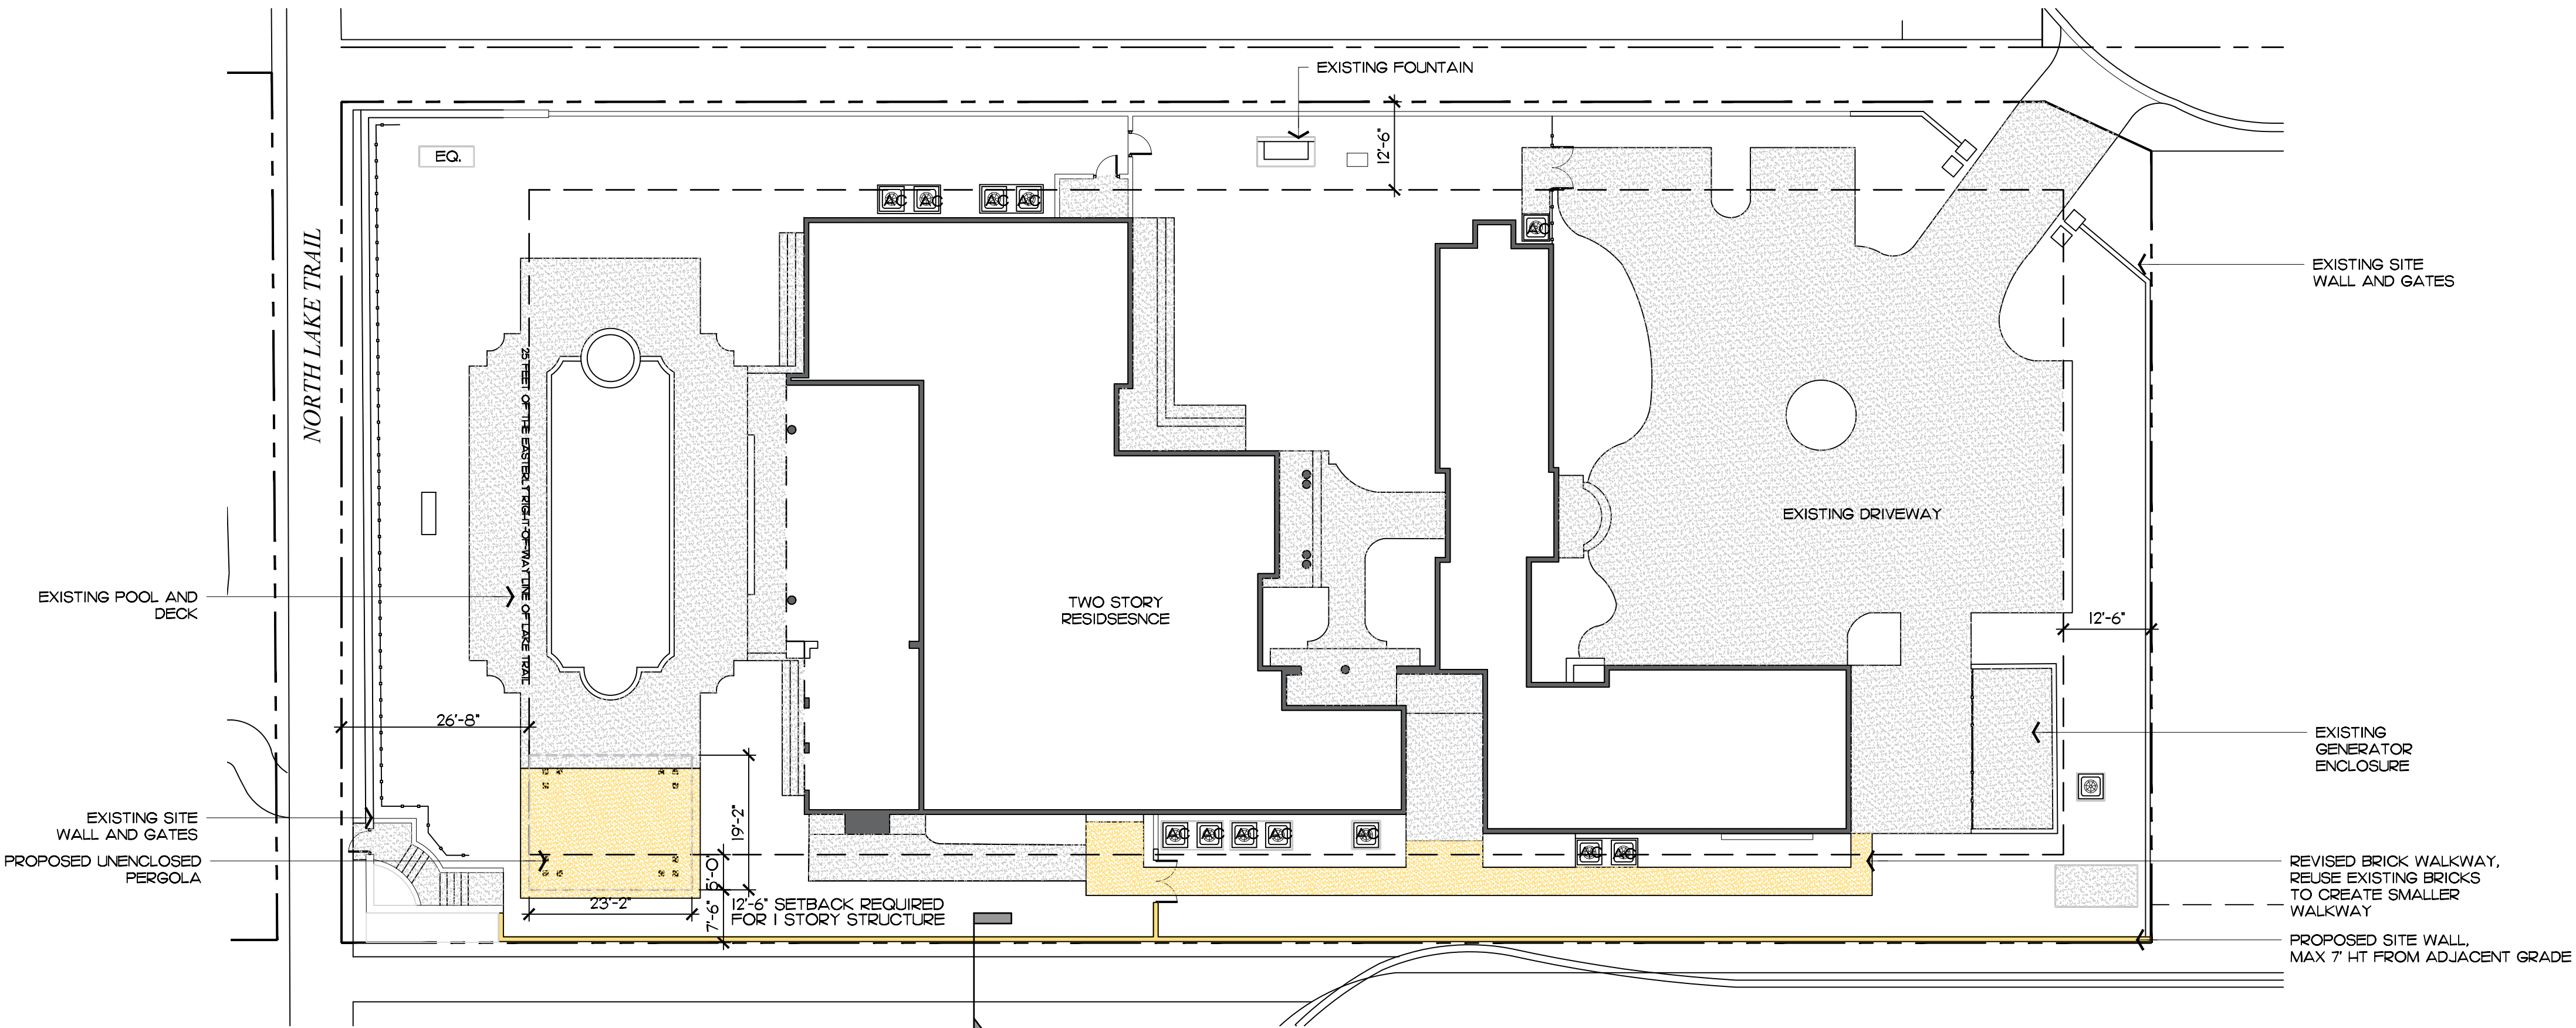 EXISTING FOUNTAIN
12'-6"
EQ.
AC
AC
AC
AC
AC
NORTH LAKE TRAIL
EXISTING SITE
WALL AND GATES
25 FEET OF THE EASTERLY RIGHT-OF-WAY LINE OF LAKE TRAIL
EXISTING DRIVEWAY
EXISTING POOL AND
DECK
TWO STORY
RESIDSESNCE
12'-6"
26'-8"
EXISTING
GENERATOR
ENCLOSURE
EXISTING SITE
WALL AND GATES
19'-2"
AC
AC
AC
AC
AC
AC
AC
PROPOSED UNENCLOSED
PERGOLA
5'-0"
23'-2"
7'-6"
12'-6" SETBACK REQUIRED
FOR 1 STORY STRUCTURE
REVISED BRICK WALKWAY,
REUSE EXISTING BRICKS
TO CREATE SMALLER
WALKWAY
PROPOSED SITE WALL,
MAX 7' HT FROM ADJACENT GRADE